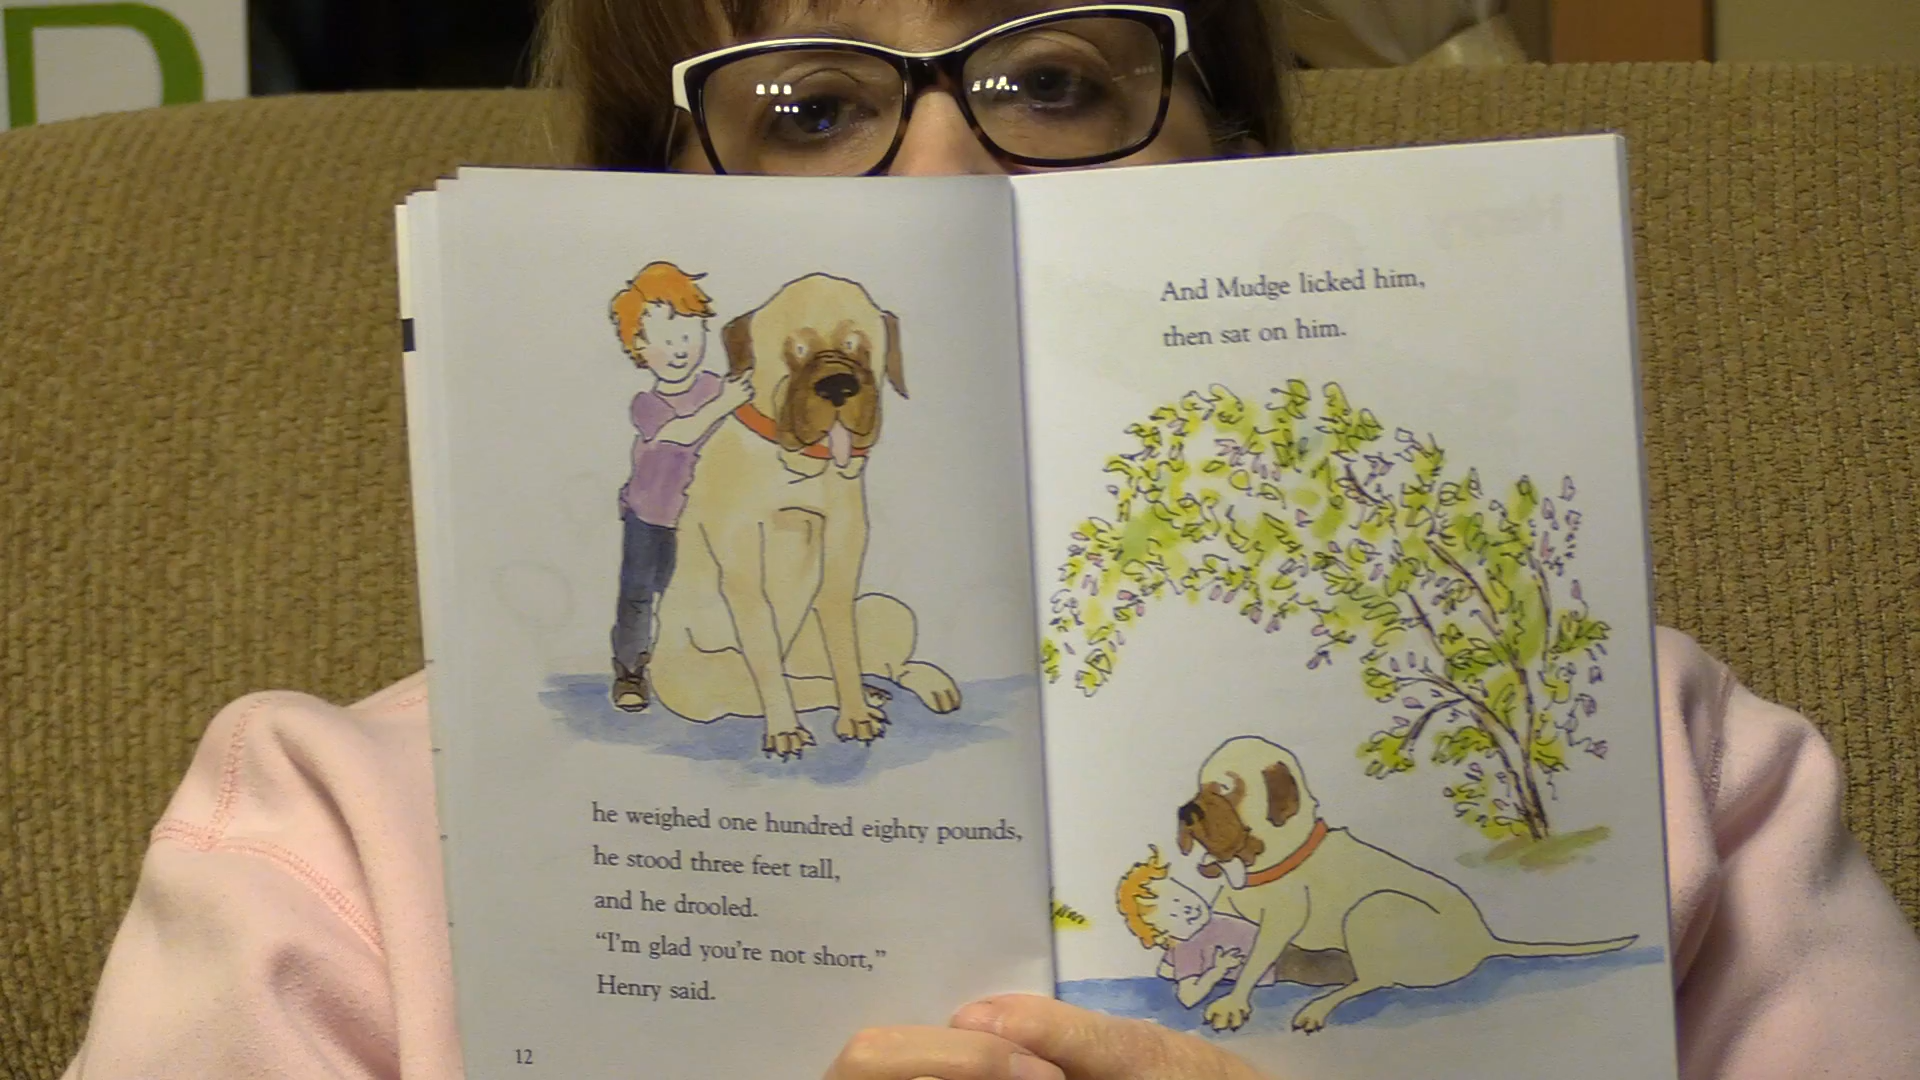 he weighed one hundred eighty pounds,
he stood three feet tall,
and he drooled.
“I'm glad you're not short,”
Henry said.
12
And Mudge licked him,
then sat on him.